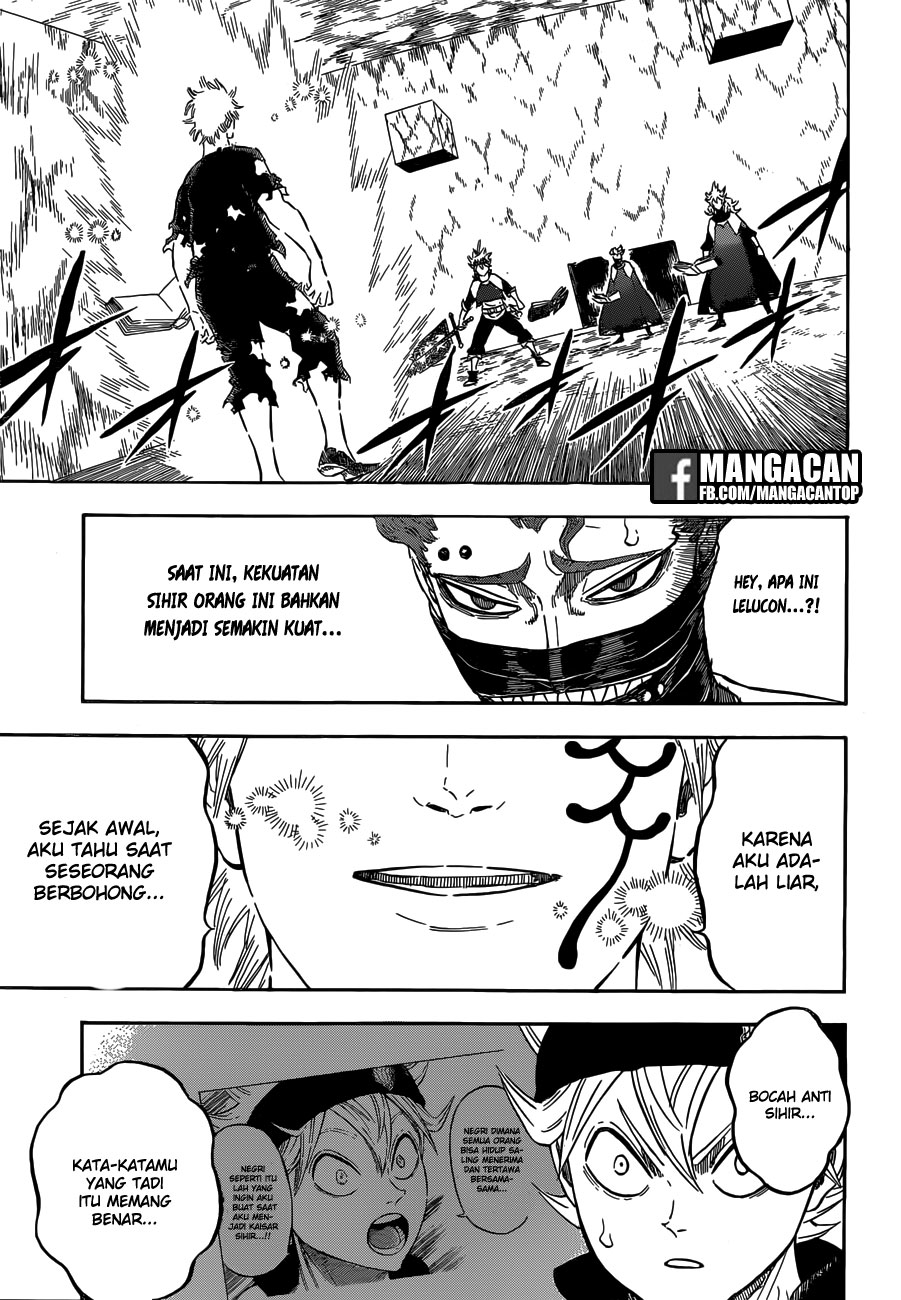 MANGACAN
FB.COM/MANGACANTOP
HEY, APA INI
LELUCON...?!
SAAT INI, KEKUATAN
SIHIR ORANG INI BAHKAN
MENJADI SEMAKIN KUAT...
KARENA
AKU ADA-
LAH LIAR,
SEJAK AWAL,
AKU TAHU SAAT
SESEORANG
BERBOHONG...
BOCAH ANTI
SIHIR...
NEGRI DIMANA
SEMUA ORANG
BISA HIDUP SA-
LING MENERIMA
DAN TERTAWA
BERSAMA-
SAMA...
NEGRI
SEPERTI ITU
LAH YANG
INGIN AKU
BUAT SAAT
AKU MEN-
JADI KAISAR
SIHIR...!!
KATA-KATAMU
YANG TADI
ITU MEMANG
BENAR...